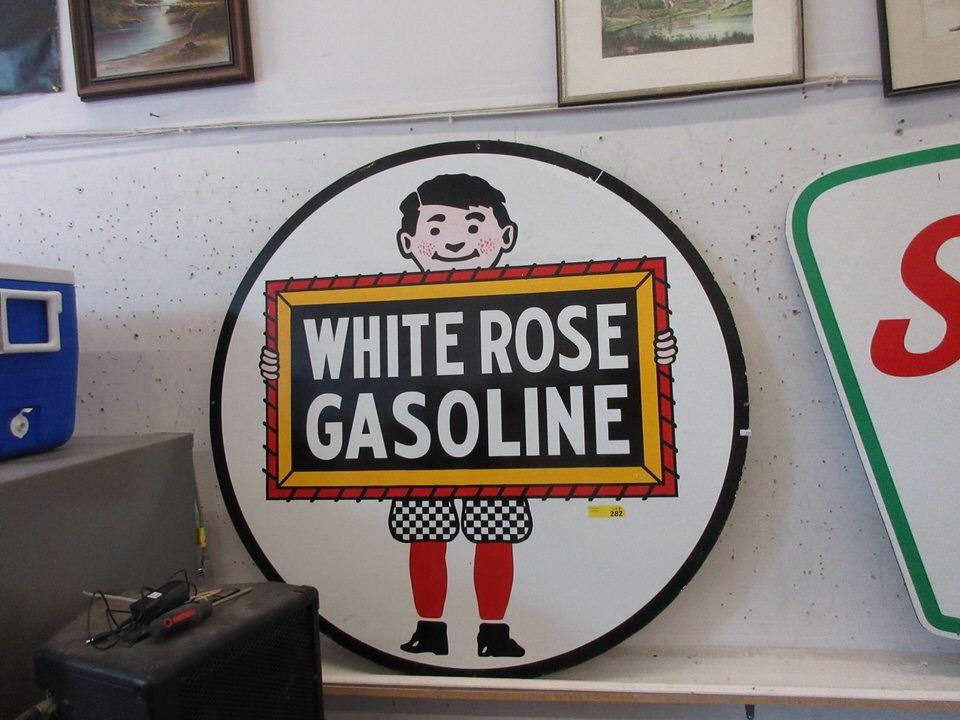 WHITE ROSE
GASOLINE
282
S